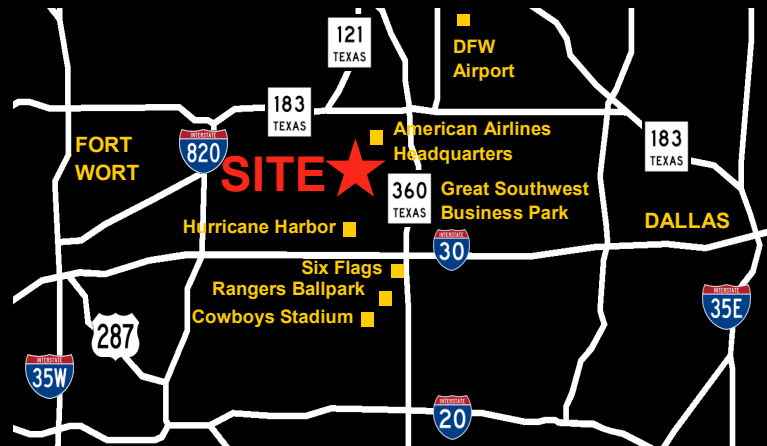 121
TEXAS
DFW
Airport
183
TEXAS
American Airlines
Headquarters
INTERSTATE
820
FORT
WORT
183
TEXAS
SITE
360
TEXAS
Great Southwest
Business Park
Hurricane Harbor
DALLAS
INTERSTATE
30
Six Flags
Rangers Ballpark
Cowboys Stadium
INTERSTATE
35E
287
INTERSTATE
35W
INTERSTATE
20